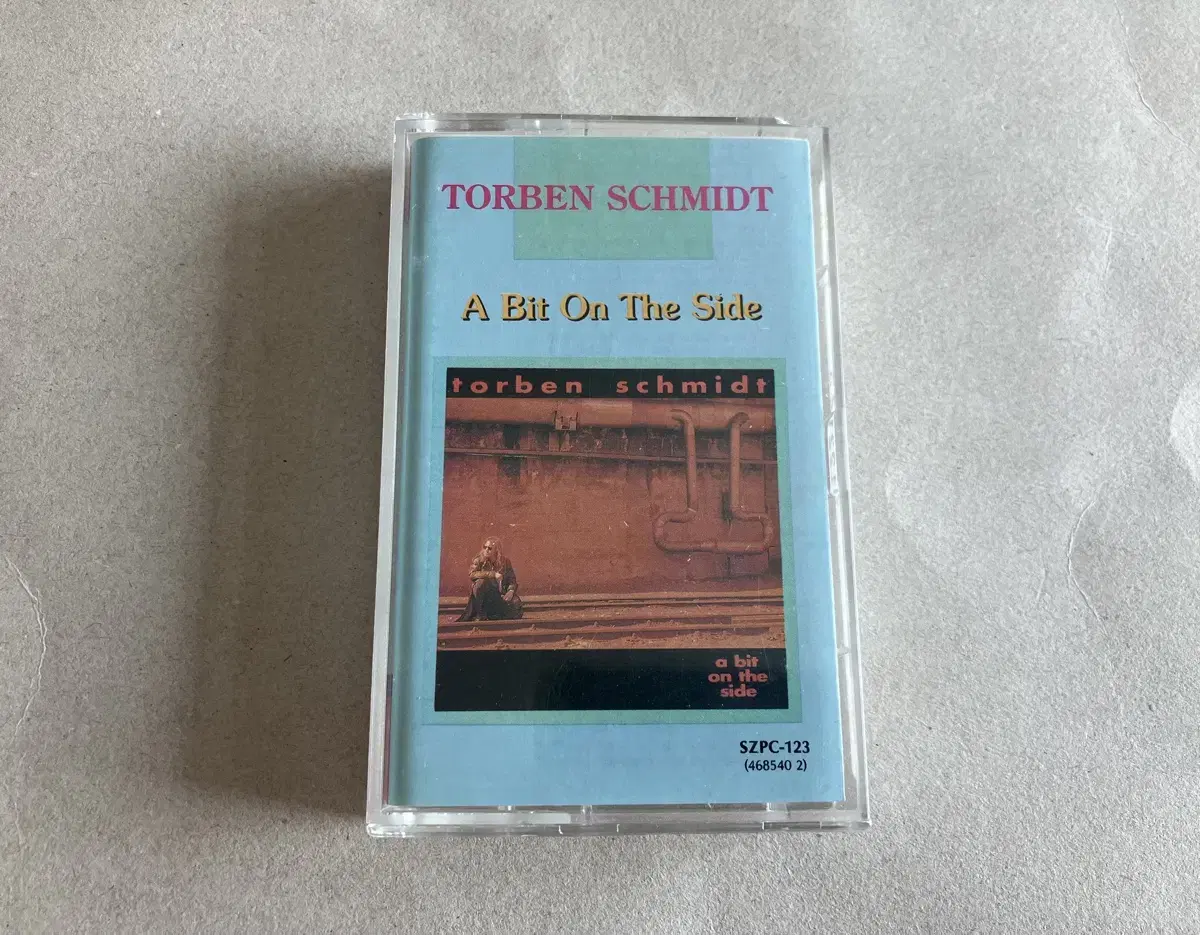 TORBEN SCHMIDT
A Bit On The Side
torben schmidt
a bit
on the
side
SZPC-123
(468540 2)